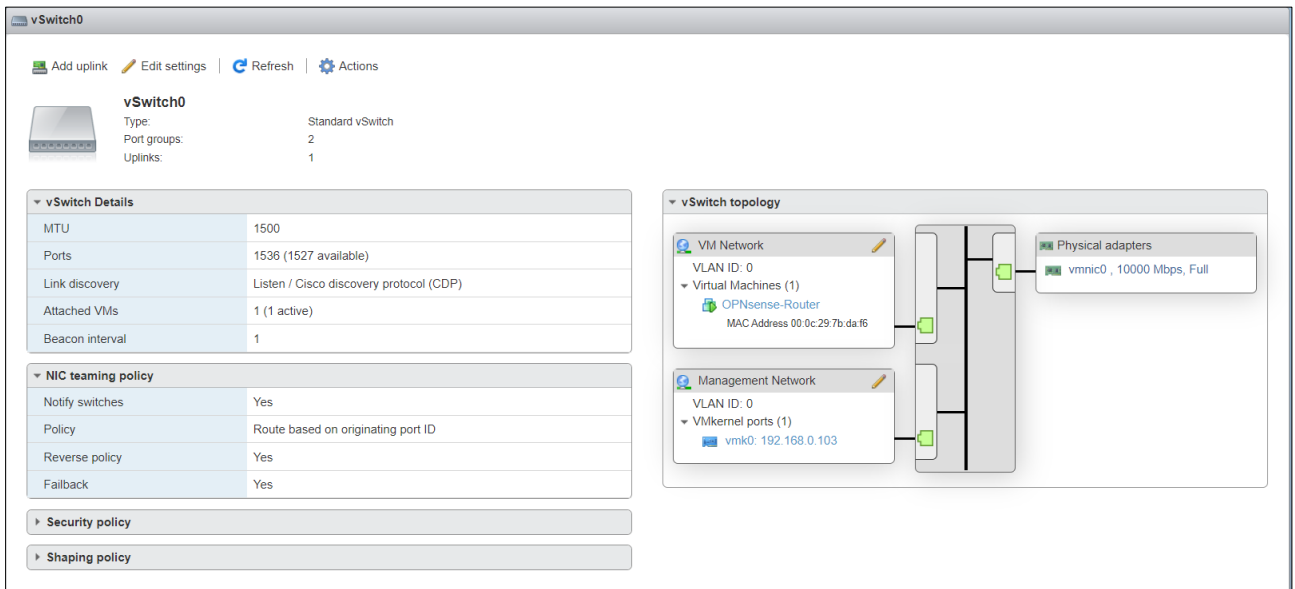 vSwitch0
Add uplink Edit settings Refresh Actions
vSwitch0
Type: Standard vSwitch
Port groups: 2
Uplinks: 1
vSwitch Details
MTU 1500
Ports 1536 (1527 available)
Link discovery Listen / Cisco discovery protocol (CDP)
Attached VMs 1 (1 active)
Beacon interval 1
NIC teaming policy
Notify switches Yes
Policy Route based on originating port ID
Reverse policy Yes
Failback Yes
Security policy
Shaping policy
vSwitch topology
VM Network
VLAN ID: 0
Virtual Machines (1)
OPNsense-Router
MAC Address 00:0c:29:7b:da:f6
Management Network
VLAN ID: 0
VMkernel ports (1)
vmk0: 192.168.0.103
Physical adapters
vmnic0 , 10000 Mbps, Full